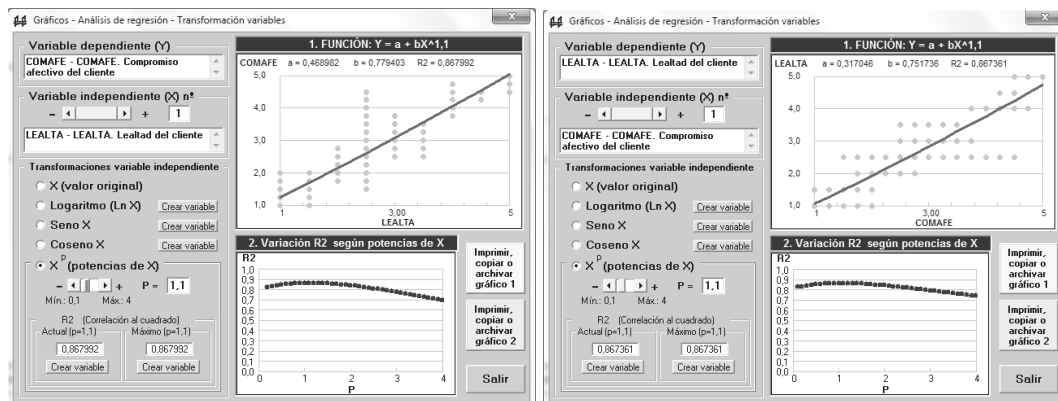 Gráficos - Análisis de regresión - Transformación variables
Variable dependiente (Y)
COMAFE - COMAFE. Compromiso
afectivo del cliente
Variable independiente (X) nº
- + 1
LEALTA - LEALTA. Lealtad del cliente
Transformaciones variable independiente
X (valor original)
Logaritmo (Ln X) Crear variable
Seno X Crear variable
Coseno X Crear variable
X^p (potencias de X)
- + P = 1,1
Mín.: 0,1 Máx.: 4
R2 (Correlación al cuadrado)
Actual (p=1,1) Máximo (p=1,1)
0,867992 0,867992
Crear variable Crear variable
1. FUNCIÓN: Y = a + bX^1,1
COMAFE a = 0,468982 b = 0,779403 R2 = 0,867992
5,0
4,0
3,0
2,0
1,0
1 3,00 5
LEALTA
2. Variación R2 según potencias de X
R2
1,0
0,9
0,8
0,7
0,6
0,5
0,4
0,3
0,2
0,1
0,0
0 1 2 3 4
P
Imprimir,
copiar o
archivar
gráfico 1
Imprimir,
copiar o
archivar
gráfico 2
Salir
Gráficos - Análisis de regresión - Transformación variables
Variable dependiente (Y)
LEALTA - LEALTA. Lealtad del cliente
Variable independiente (X) nº
- + 1
COMAFE - COMAFE. Compromiso
afectivo del cliente
Transformaciones variable independiente
X (valor original)
Logaritmo (Ln X) Crear variable
Seno X Crear variable
Coseno X Crear variable
X^p (potencias de X)
- + P = 1,1
Mín.: 0,1 Máx.: 4
R2 (Correlación al cuadrado)
Actual (p=1,1) Máximo (p=1,1)
0,867361 0,867361
Crear variable Crear variable
1. FUNCIÓN: Y = a + bX^1,1
LEALTA a = 0,317046 b = 0,751736 R2 = 0,867361
5,0
4,0
3,0
2,0
1,0
1 3,00 5
COMAFE
2. Variación R2 según potencias de X
R2
1,0
0,9
0,8
0,7
0,6
0,5
0,4
0,3
0,2
0,1
0,0
0 1 2 3 4
P
Imprimir,
copiar o
archivar
gráfico 1
Imprimir,
copiar o
archivar
gráfico 2
Salir